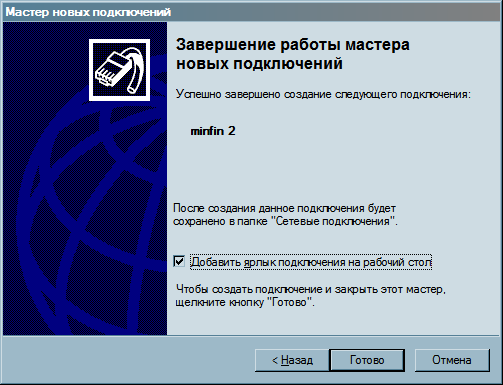 Мастер новых подключений
Завершение работы мастера
новых подключений
Успешно завершено создание следующего подключения:
minfin 2
После создания данное подключения будет
сохранено в папке "Сетевые подключения".
Добавить ярлык подключения на рабочий стол
Чтобы создать подключение и закрыть этот мастер,
щелкните кнопку "Готово".
< Назад
Готово
Отмена